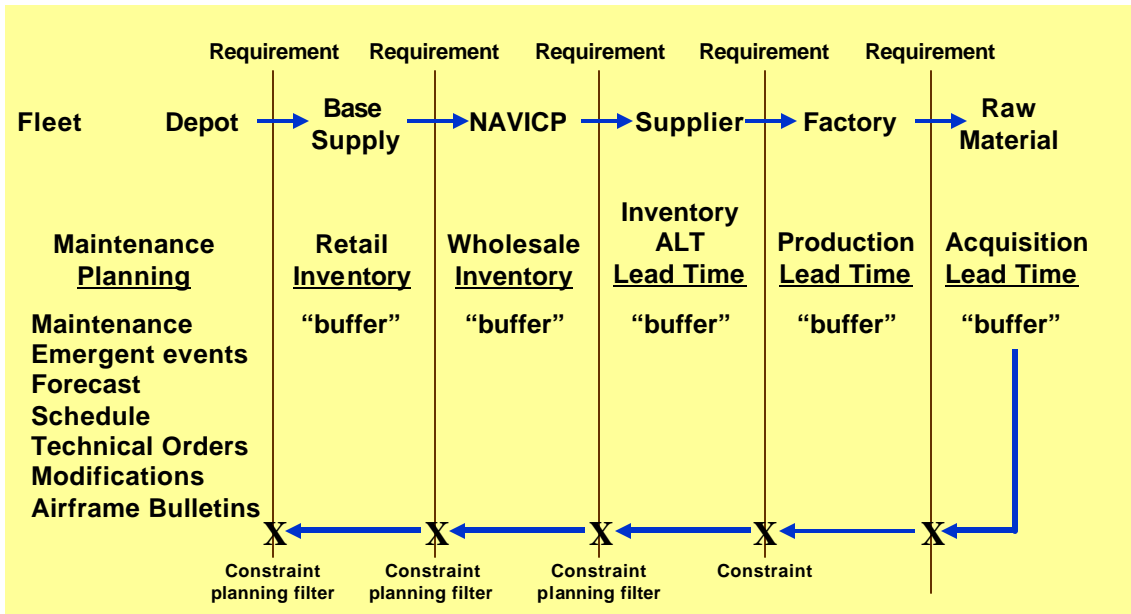 Requirement Requirement Requirement Requirement Requirement
Fleet Depot Base Supply NAVICP Supplier Factory Raw Material
Maintenance
Planning
Retail
Inventory
Wholesale
Inventory
Inventory
ALT
Lead Time
Production
Lead Time
Acquisition
Lead Time
Maintenance
Emergent events
Forecast
Schedule
Technical Orders
Modifications
Airframe Bulletins
“buffer” “buffer” “buffer” “buffer” “buffer”
X X X X X
Constraint
planning filter
Constraint
planning filter
Constraint
planning filter
Constraint